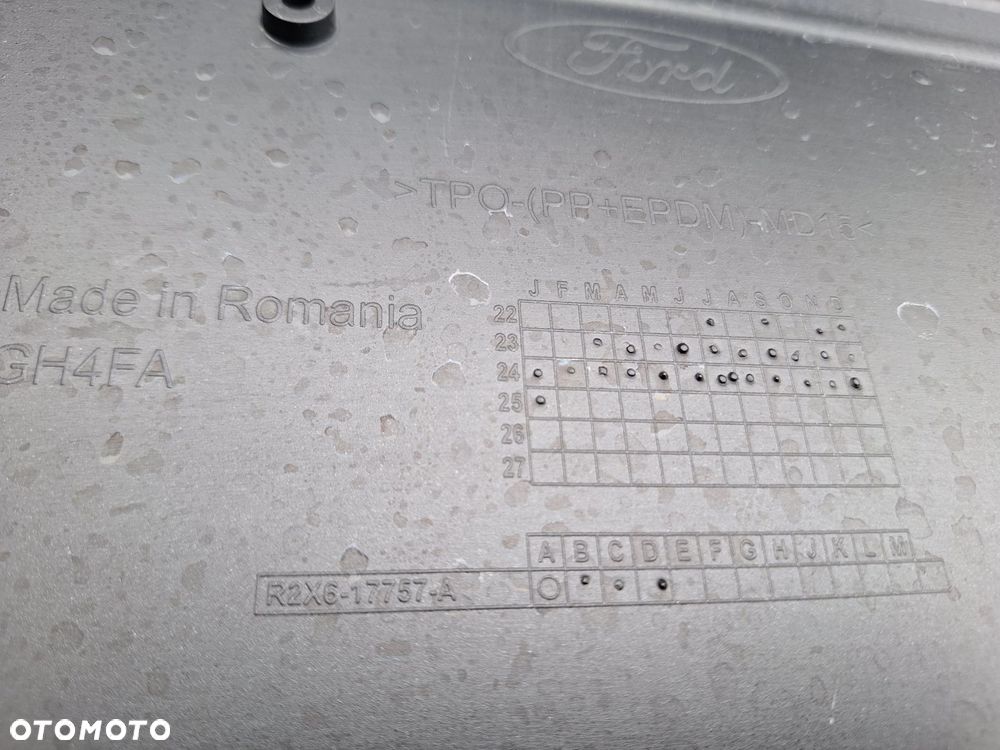 Ford
>TPO-(PP+EPDM)-MD15<
Made in Romania
GH4FA
J F M A M J J A S O N D
22
23
24
25
26
27
A B C D E F G H J K L M
R2X6-17757-A
OTOMOTO